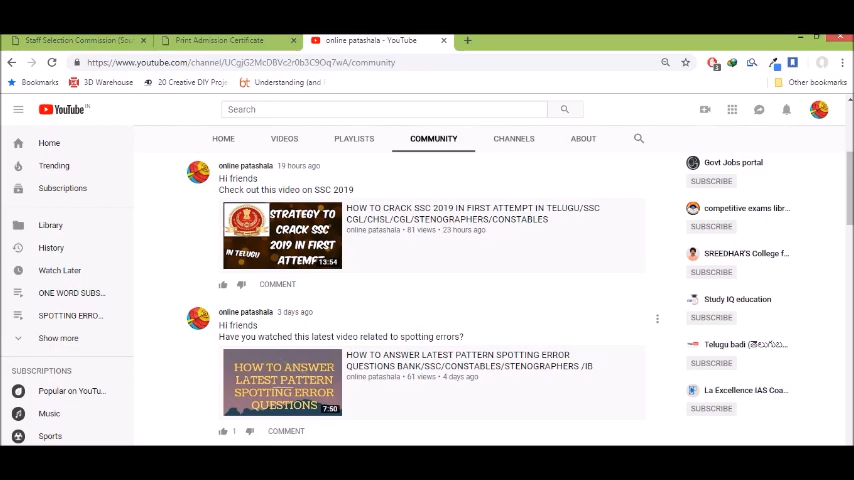 Staff Selection Commission (Sou
Print Admission Certificate
online patashala - YouTube
https://www.youtube.com/channel/UCgjG2McDBVc2r0b3C9Oq7wA/community
Bookmarks
3D Warehouse
20 Creative DIY Proje
Understanding (and
Other bookmarks
YouTube IN
Search
HOME
VIDEOS
PLAYLISTS
COMMUNITY
CHANNELS
ABOUT
Home
Trending
Subscriptions
Library
History
Watch Later
ONE WORD SUBS...
SPOTTING ERRO...
Show more
SUBSCRIPTIONS
Popular on YouTu...
Music
Sports
online patashala 19 hours ago
Hi friends
Check out this video on SSC 2019
STRATEGY TO
CRACK SSC
2019 IN FIRST
ATTEMPT
IN TELUGU
13:54
HOW TO CRACK SSC 2019 IN FIRST ATTEMPT IN TELUGU/SSC
CGL/CHSL/CGL/STENOGRAPHERS/CONSTABLES
online patashala • 81 views • 23 hours ago
COMMENT
online patashala 3 days ago
Hi friends
Have you watched this latest video related to spotting errors?
HOW TO ANSWER
LATEST PATTERN
SPOTTING ERROR
QUESTIONS
7:50
HOW TO ANSWER LATEST PATTERN SPOTTING ERROR
QUESTIONS BANK/SSC/CONSTABLES/STENOGRAPHERS /IB
online patashala • 61 views • 4 days ago
1
COMMENT
Govt Jobs portal
SUBSCRIBE
competitive exams libr...
SUBSCRIBE
SREEDHAR'S College f...
SUBSCRIBE
Study IQ education
SUBSCRIBE
Telugu badi (తెలుగుబ...
SUBSCRIBE
La Excellence IAS Coa...
SUBSCRIBE